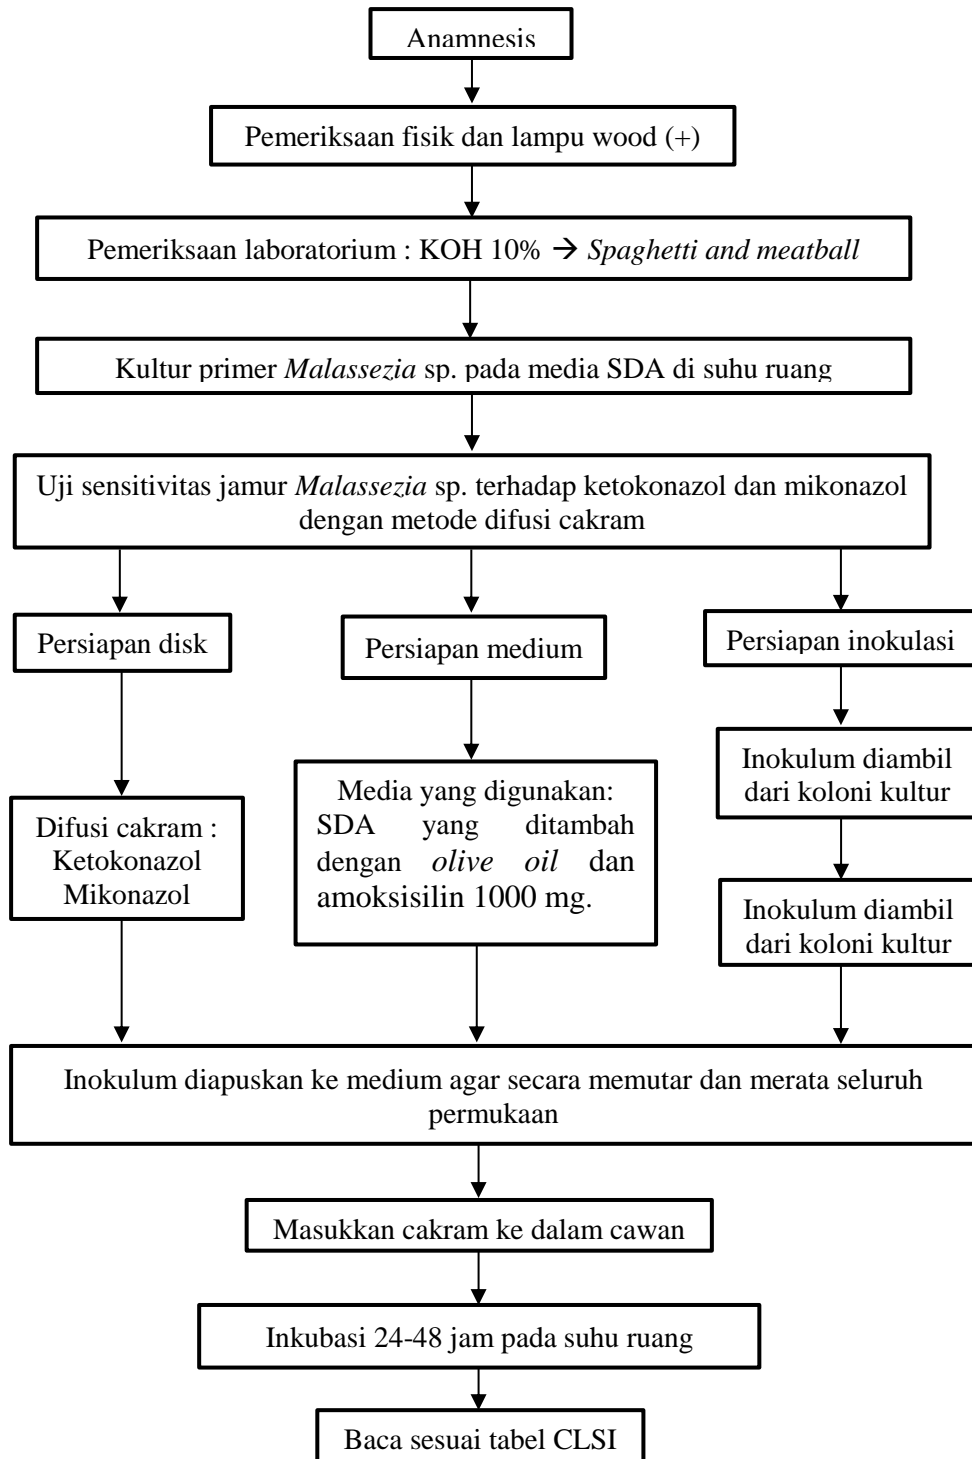 Anamnesis
Pemeriksaan fisik dan lampu wood (+)
Pemeriksaan laboratorium : KOH 10% → Spaghetti and meatball
Kultur primer Malassezia sp. pada media SDA di suhu ruang
Uji sensitivitas jamur Malassezia sp. terhadap ketokonazol dan mikonazol
dengan metode difusi cakram
Persiapan disk
Persiapan medium
Persiapan inokulasi
Difusi cakram :
Ketokonazol
Mikonazol
Media yang digunakan:
SDA yang ditambah
dengan olive oil dan
amoksisilin 1000 mg.
Inokulum diambil
dari koloni kultur
Inokulum diambil
dari koloni kultur
Inokulum diapuskan ke medium agar secara memutar dan merata seluruh
permukaan
Masukkan cakram ke dalam cawan
Inkubasi 24-48 jam pada suhu ruang
Baca sesuai tabel CLSI